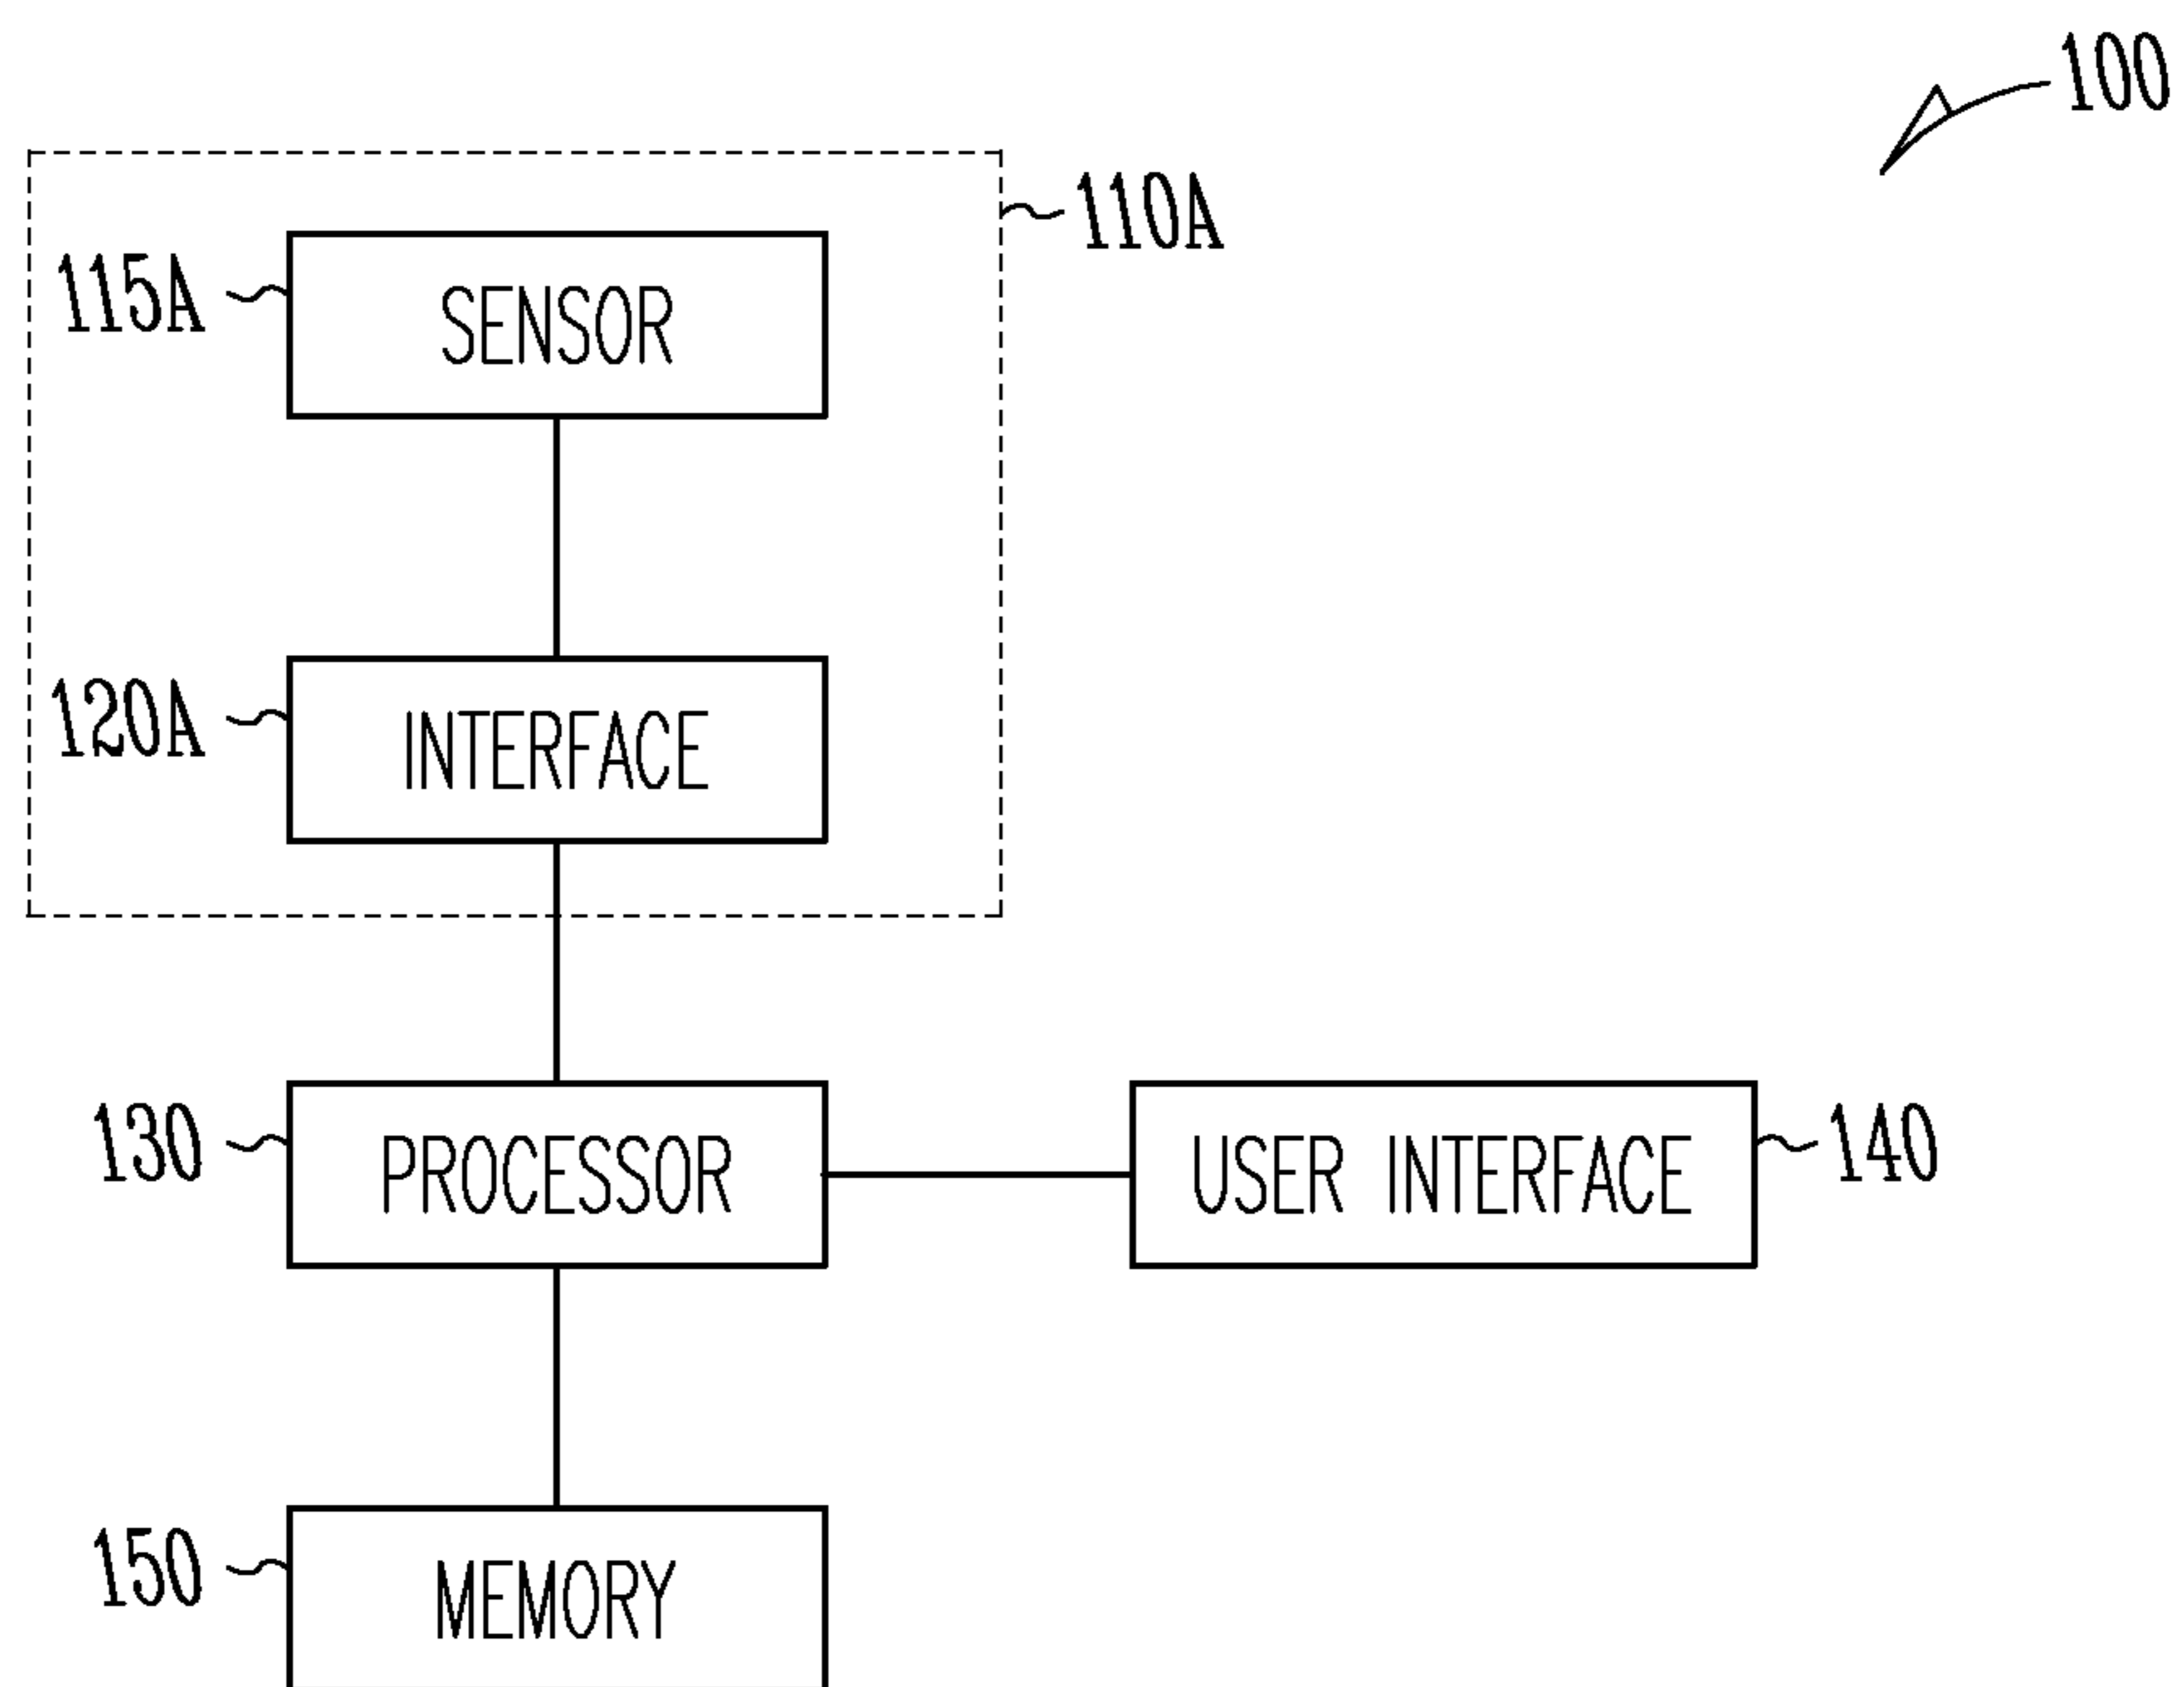 100
110A
115A
SENSOR
120A
INTERFACE
130
PROCESSOR
USER INTERFACE
140
150
MEMORY